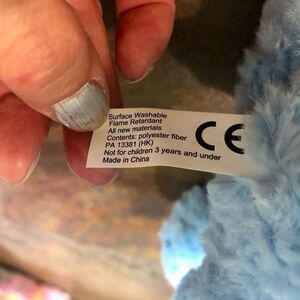 Surface Washable
Flame Retardant
All new materials
Contents: polyester fiber
PA 13381 (HK)
Not for children 3 years and under
Made in China
CE